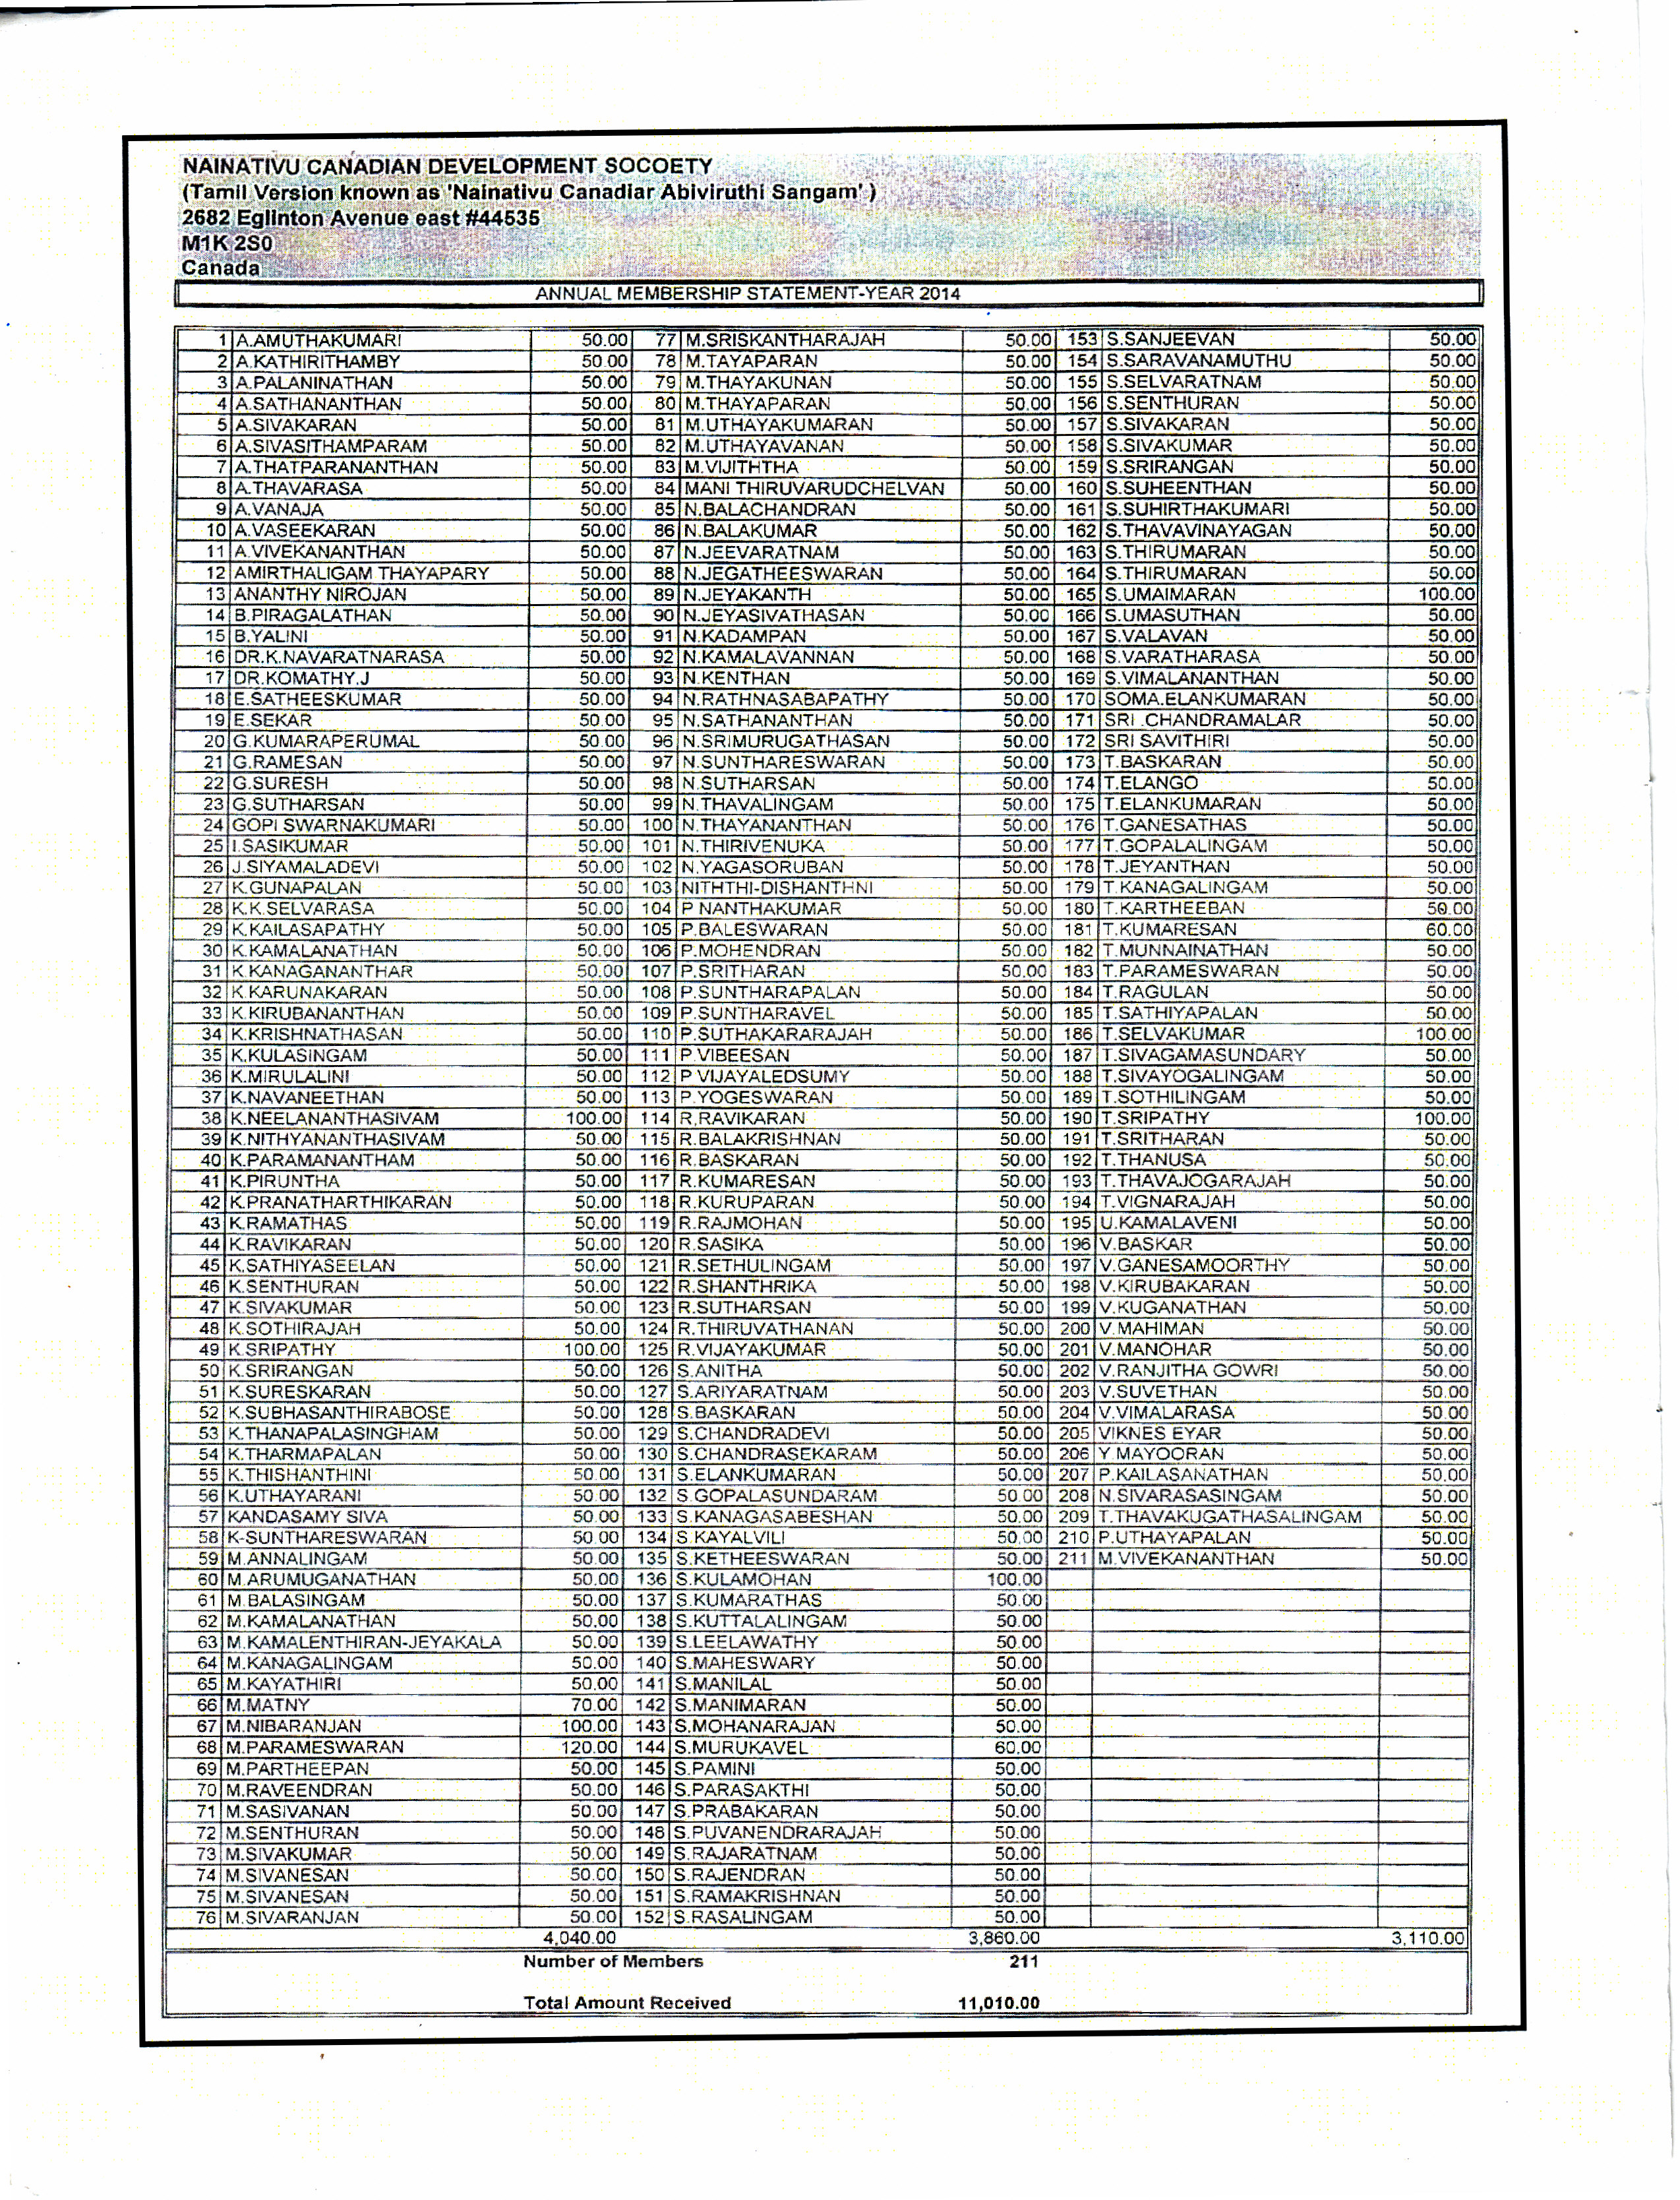 NAINATIVU CANADIAN DEVELOPMENT SOCOETY
(Tamil Version known as 'Nainativu Canadiar Abiviruthi Sangam' )
2682 Eglinton Avenue east #44535
M1K 2S0
Canada
ANNUAL MEMBERSHIP STATEMENT-YEAR 2014
1 A.AMUTHAKUMARI 50.00 77 M.SRISKANTHARAJAH 50.00 153 S.SANJEEVAN 50.00
2 A.KATHIRITHAMBY 50.00 78 M.TAYAPARAN 50.00 154 S.SARAVANAMUTHU 50.00
3 A.PALANINATHAN 50.00 79 M.THAYAKUNAN 50.00 155 S.SELVARATNAM 50.00
4 A.SATHANANTHAN 50.00 80 M.THAYAPARAN 50.00 156 S.SENTHURAN 50.00
5 A.SIVAKARAN 50.00 81 M.UTHAYAKUMARAN 50.00 157 S.SIVAKARAN 50.00
6 A.SIVASITHAMPARAM 50.00 82 M.UTHAYAVANAN 50.00 158 S.SIVAKUMAR 50.00
7 A.THATPARANANTHAN 50.00 83 M.VIJITHTHA 50.00 159 S.SRIRANGAN 50.00
8 A.THAVARASA 50.00 84 MANI THIRUVARUDCHELVAN 50.00 160 S.SUHEENTHAN 50.00
9 A.VANAJA 50.00 85 N.BALACHANDRAN 50.00 161 S.SUHIRTHAKUMARI 50.00
10 A.VASEEKARAN 50.00 86 N.BALAKUMAR 50.00 162 S.THAVAVINAYAGAN 50.00
11 A.VIVEKANANTHAN 50.00 87 N.JEEVARATNAM 50.00 163 S.THIRUMARAN 50.00
12 AMIRTHALIGAM THAYAPARY 50.00 88 N.JEGATHEESWARAN 50.00 164 S.THIRUMARAN 50.00
13 ANANTHY NIROJAN 50.00 89 N.JEYAKANTH 50.00 165 S.UMAIMARAN 100.00
14 B.PIRAGALATHAN 50.00 90 N.JEYASIVATHASAN 50.00 166 S.UMASUTHAN 50.00
15 B.YALINI 50.00 91 N.KADAMPAN 50.00 167 S.VALAVAN 50.00
16 DR.K.NAVARATNARASA 50.00 92 N.KAMALAVANNAN 50.00 168 S.VARATHARASA 50.00
17 DR.KOMATHY.J 50.00 93 N.KENTHAN 50.00 169 S.VIMALANANTHAN 50.00
18 E.SATHEESKUMAR 50.00 94 N.RATHNASABAPATHY 50.00 170 SOMA.ELANKUMARAN 50.00
19 E.SEKAR 50.00 95 N.SATHANANTHAN 50.00 171 SRI .CHANDRAMALAR 50.00
20 G.KUMARAPERUMAL 50.00 96 N.SRIMURUGATHASAN 50.00 172 SRI SAVITHIRI 50.00
21 G.RAMESAN 50.00 97 N.SUNTHARESWARAN 50.00 173 T.BASKARAN 50.00
22 G.SURESH 50.00 98 N.SUTHARSAN 50.00 174 T.ELANGO 50.00
23 G.SUTHARSAN 50.00 99 N.THAVALINGAM 50.00 175 T.ELANKUMARAN 50.00
24 GOPI SWARNAKUMARI 50.00 100 N.THAYANANTHAN 50.00 176 T.GANESATHAS 50.00
25 I.SASIKUMAR 50.00 101 N.THIRIVENUKA 50.00 177 T.GOPALALINGAM 50.00
26 J.SIYAMALADEVI 50.00 102 N.YAGASORUBAN 50.00 178 T.JEYANTHAN 50.00
27 K.GUNAPALAN 50.00 103 NITHTHI-DISHANTHNI 50.00 179 T.KANAGALINGAM 50.00
28 K.K.SELVARASA 50.00 104 P NANTHAKUMAR 50.00 180 T.KARTHEEBAN 50.00
29 K.KAILASAPATHY 50.00 105 P.BALESWARAN 50.00 181 T.KUMARESAN 60.00
30 K.KAMALANATHAN 50.00 106 P.MOHENDRAN 50.00 182 T.MUNNAINATHAN 50.00
31 K.KANAGANANTHAR 50.00 107 P.SRITHARAN 50.00 183 T.PARAMESWARAN 50.00
32 K.KARUNAKARAN 50.00 108 P.SUNTHARAPALAN 50.00 184 T.RAGULAN 50.00
33 K.KIRUBANANTHAN 50.00 109 P.SUNTHARAVEL 50.00 185 T.SATHIYAPALAN 50.00
34 K.KRISHNATHASAN 50.00 110 P.SUTHAKARARAJAH 50.00 186 T.SELVAKUMAR 100.00
35 K.KULASINGAM 50.00 111 P.VIBEESAN 50.00 187 T.SIVAGAMASUNDARY 50.00
36 K.MIRULALINI 50.00 112 P VIJAYALEDSUMY 50.00 188 T.SIVAYOGALINGAM 50.00
37 K.NAVANEETHAN 50.00 113 P.YOGESWARAN 50.00 189 T.SOTHILINGAM 50.00
38 K.NEELANANTHASIVAM 100.00 114 R,RAVIKARAN 50.00 190 T.SRIPATHY 100.00
39 K.NITHYANANTHASIVAM 50.00 115 R.BALAKRISHNAN 50.00 191 T.SRITHARAN 50.00
40 K.PARAMANANTHAM 50.00 116 R.BASKARAN 50.00 192 T.THANUSA 50.00
41 K.PIRUNTHA 50.00 117 R.KUMARESAN 50.00 193 T.THAVAJOGARAJAH 50.00
42 K.PRANATHARTHIKARAN 50.00 118 R.KURUPARAN 50.00 194 T.VIGNARAJAH 50.00
43 K.RAMATHAS 50.00 119 R.RAJMOHAN 50.00 195 U.KAMALAVENI 50.00
44 K.RAVIKARAN 50.00 120 R.SASIKA 50.00 196 V.BASKAR 50.00
45 K.SATHIYASEELAN 50.00 121 R.SETHULINGAM 50.00 197 V.GANESAMOORTHY 50.00
46 K.SENTHURAN 50.00 122 R.SHANTHRIKA 50.00 198 V.KIRUBAKARAN 50.00
47 K.SIVAKUMAR 50.00 123 R.SUTHARSAN 50.00 199 V.KUGANATHAN 50.00
48 K.SOTHIRAJAH 50.00 124 R.THIRUVATHANAN 50.00 200 V.MAHIMAN 50.00
49 K.SRIPATHY 100.00 125 R.VIJAYAKUMAR 50.00 201 V.MANOHAR 50.00
50 K.SRIRANGAN 50.00 126 S.ANITHA 50.00 202 V.RANJITHA GOWRI 50.00
51 K.SURESKARAN 50.00 127 S.ARIYARATNAM 50.00 203 V.SUVETHAN 50.00
52 K.SUBHASANTHIRABOSE 50.00 128 S.BASKARAN 50.00 204 V.VIMALARASA 50.00
53 K.THANAPALASINGHAM 50.00 129 S.CHANDRADEVI 50.00 205 VIKNES EYAR 50.00
54 K.THARMAPALAN 50.00 130 S.CHANDRASEKARAM 50.00 206 Y.MAYOORAN 50.00
55 K.THISHANTHINI 50.00 131 S.ELANKUMARAN 50.00 207 P.KAILASANATHAN 50.00
56 K.UTHAYARANI 50.00 132 S.GOPALASUNDARAM 50.00 208 N.SIVARASASINGAM 50.00
57 KANDASAMY SIVA 50.00 133 S.KANAGASABESHAN 50.00 209 T.THAVAKUGATHASALINGAM 50.00
58 K-SUNTHARESWARAN 50.00 134 S.KAYALVILI 50.00 210 P.UTHAYAPALAN 50.00
59 M.ANNALINGAM 50.00 135 S.KETHEESWARAN 50.00 211 M.VIVEKANANTHAN 50.00
60 M.ARUMUGANATHAN 50.00 136 S.KULAMOHAN 100.00
61 M.BALASINGAM 50.00 137 S.KUMARATHAS 50.00
62 M.KAMALANATHAN 50.00 138 S.KUTTALALINGAM 50.00
63 M.KAMALENTHIRAN-JEYAKALA 50.00 139 S.LEELAWATHY 50.00
64 M.KANAGALINGAM 50.00 140 S.MAHESWARY 50.00
65 M.KAYATHIRI 50.00 141 S.MANILAL 50.00
66 M.MATNY 70.00 142 S.MANIMARAN 50.00
67 M.NIBARANJAN 100.00 143 S.MOHANARAJAN 50.00
68 M.PARAMESWARAN 120.00 144 S.MURUKAVEL 60.00
69 M.PARTHEEPAN 50.00 145 S.PAMINI 50.00
70 M.RAVEENDRAN 50.00 146 S.PARASAKTHI 50.00
71 M.SASIVANAN 50.00 147 S.PRABAKARAN 50.00
72 M.SENTHURAN 50.00 148 S.PUVANENDRARAJAH 50.00
73 M.SIVAKUMAR 50.00 149 S.RAJARATNAM 50.00
74 M.SIVANESAN 50.00 150 S.RAJENDRAN 50.00
75 M.SIVANESAN 50.00 151 S.RAMAKRISHNAN 50.00
76 M.SIVARANJAN 50.00 152 S.RASALINGAM 50.00
4,040.00 3,860.00 3,110.00
Number of Members 211
Total Amount Received 11,010.00